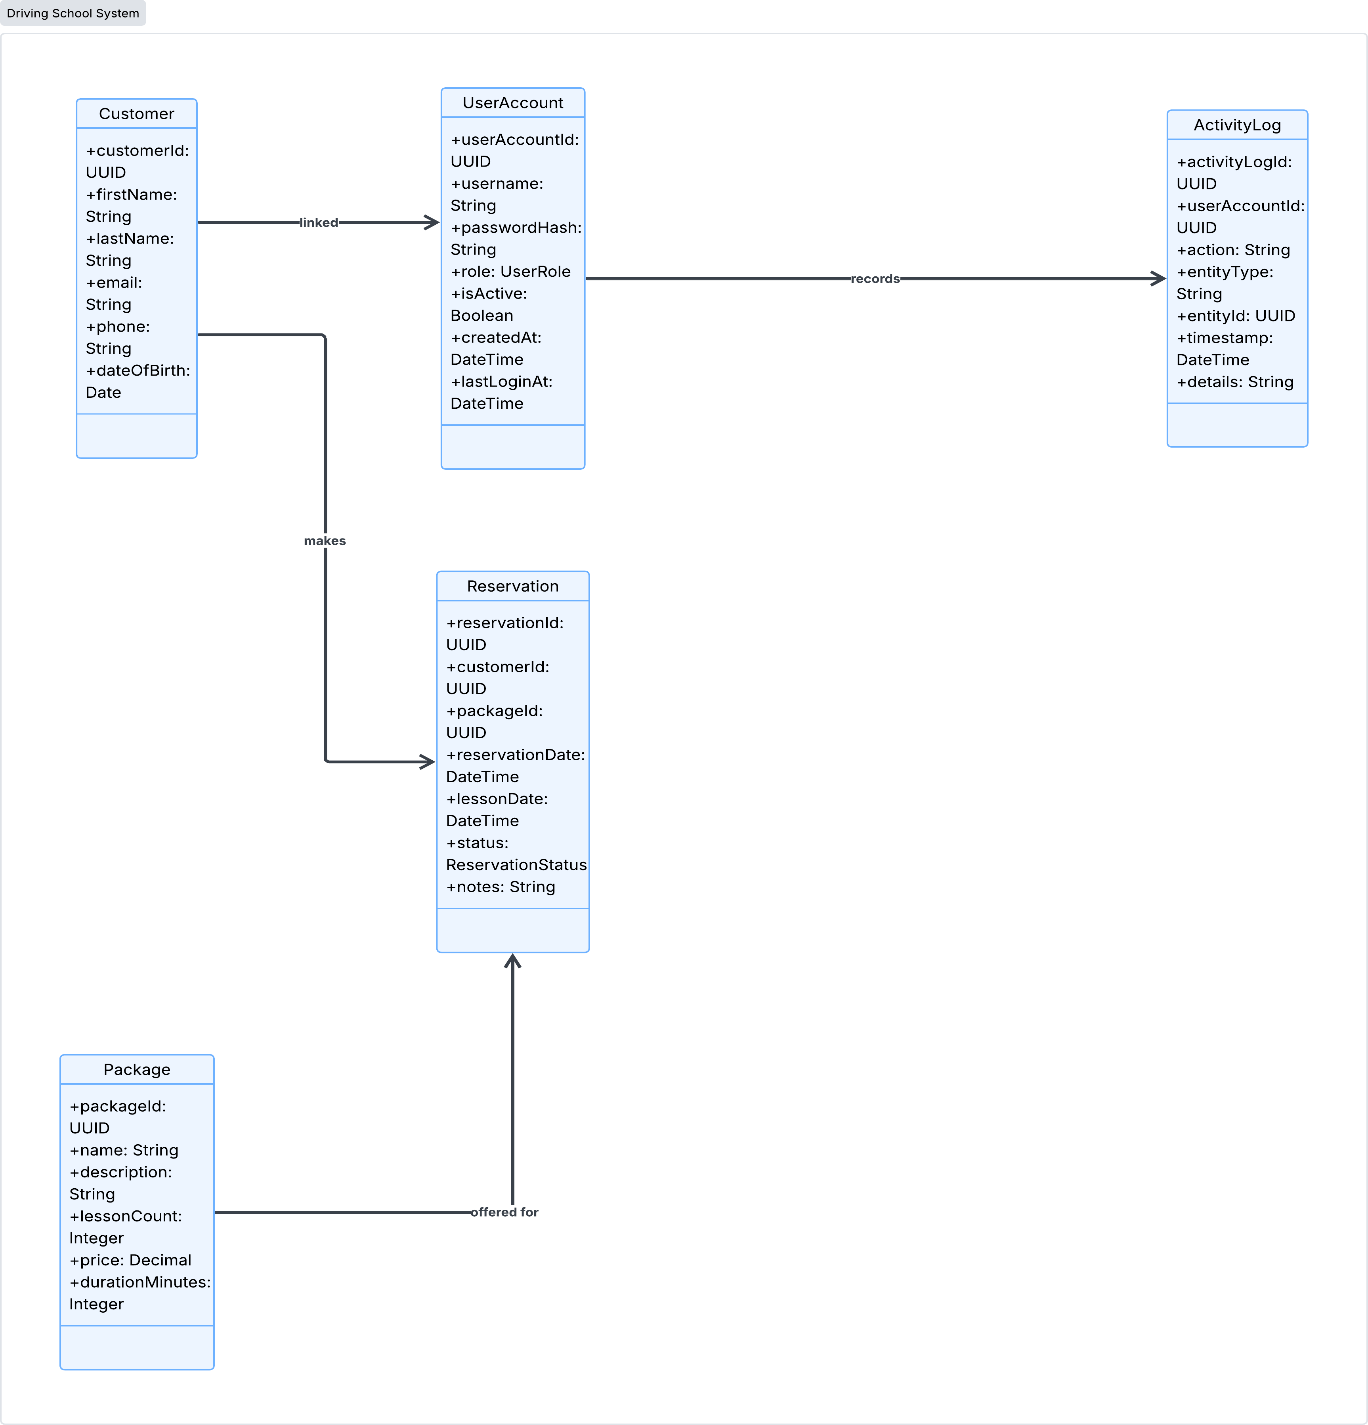 Driving School System
Customer
+customerId:
UUID
+firstName:
String
+lastName:
String
+email:
String
+phone:
String
+dateOfBirth:
Date
linked
UserAccount
+userAccountId:
UUID
+username:
String
+passwordHash:
String
+role: UserRole
+isActive:
Boolean
+createdAt:
DateTime
+lastLoginAt:
DateTime
records
ActivityLog
+activityLogId:
UUID
+userAccountId:
UUID
+action: String
+entityType:
String
+entityId: UUID
+timestamp:
DateTime
+details: String
makes
Reservation
+reservationId:
UUID
+customerId:
UUID
+packageId:
UUID
+reservationDate:
DateTime
+lessonDate:
DateTime
+status:
ReservationStatus
+notes: String
Package
+packageId:
UUID
+name: String
+description:
String
+lessonCount:
Integer
+price: Decimal
+durationMinutes:
Integer
offered for